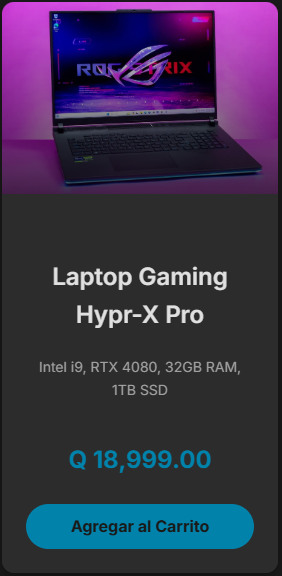 ROG STRIX
Laptop Gaming
Hypr-X Pro
Intel i9, RTX 4080, 32GB RAM,
1TB SSD
Q 18,999.00
Agregar al Carrito